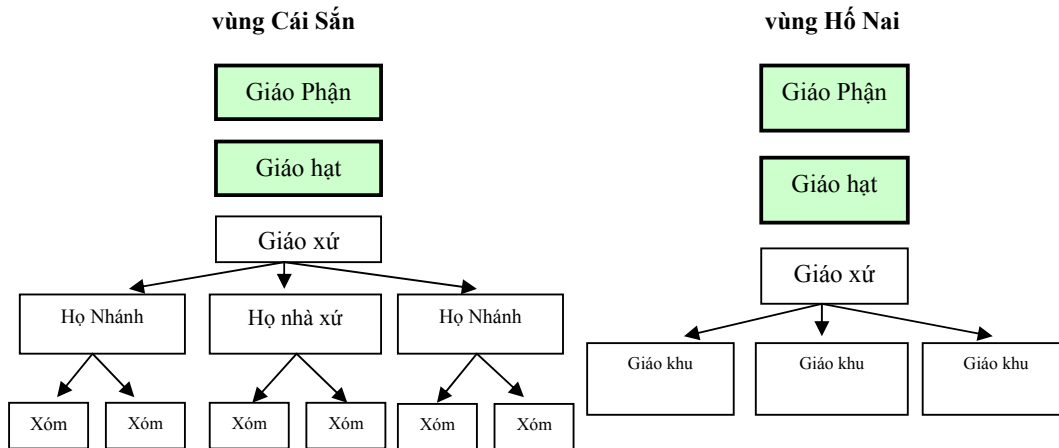 vùng Cái Sắn
Giáo Phận
Giáo hạt
Giáo xứ
Họ Nhánh
Họ nhà xứ
Họ Nhánh
Xóm
Xóm
Xóm
Xóm
Xóm
Xóm
vùng Hố Nai
Giáo Phận
Giáo hạt
Giáo xứ
Giáo khu
Giáo khu
Giáo khu